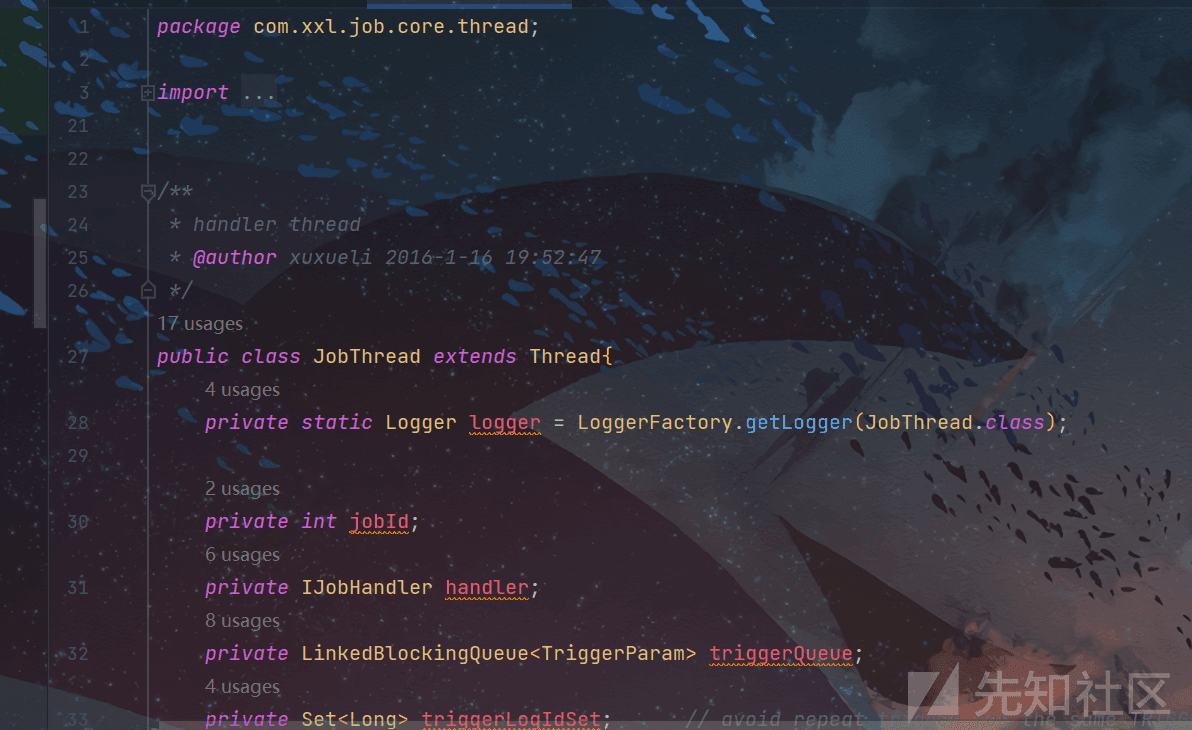 1 package com.xxl.job.core.thread;
2
3 import ...
21
22
23 /**
24 * handler thread
25 * @author xuxueli 2016-1-16 19:52:47
26 */
17 usages
27 public class JobThread extends Thread{
4 usages
28 private static Logger logger = LoggerFactory.getLogger(JobThread.class);
29
2 usages
30 private int jobId;
6 usages
31 private IJobHandler handler;
8 usages
32 private LinkedBlockingQueue<TriggerParam> triggerQueue;
4 usages
33 private Set<Long> triggerLogIdSet; // avoid repeat trigger for the same
先知社区